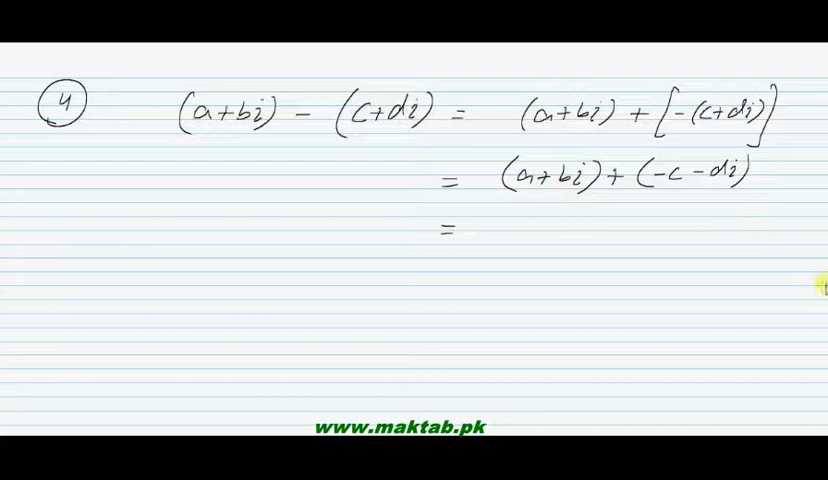 4 (a+bi) - (c+di) = (a+bi) + [-(c+di)]
= (a+bi) + (-c - di)
=
www.maktab.pk